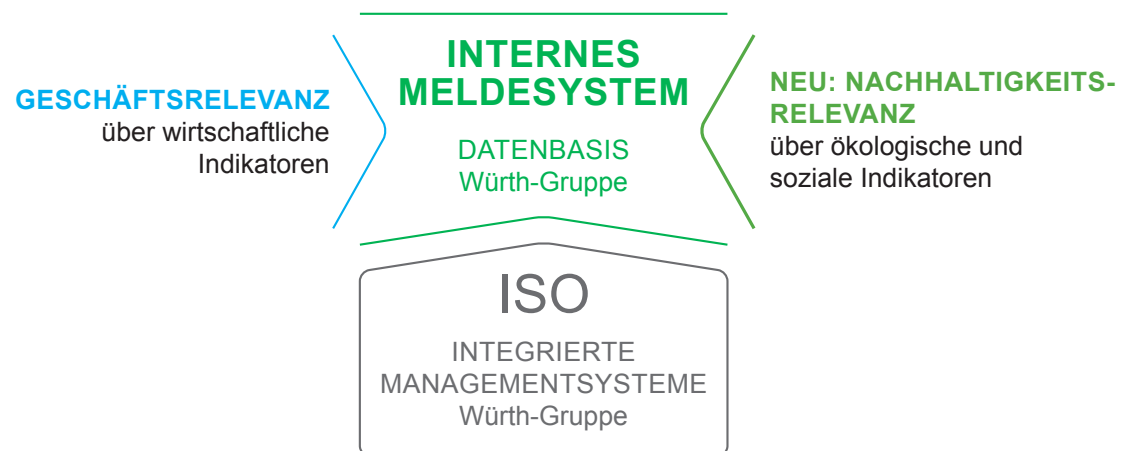 GESCHÄFTSRELEVANZ
über wirtschaftliche
Indikatoren
INTERNES
MELDESYSTEM
DATENBASIS
Würth-Gruppe
NEU: NACHHALTIGKEITS-
RELEVANZ
über ökologische und
soziale Indikatoren
ISO
INTEGRIERTE
MANAGEMENTSYSTEME
Würth-Gruppe